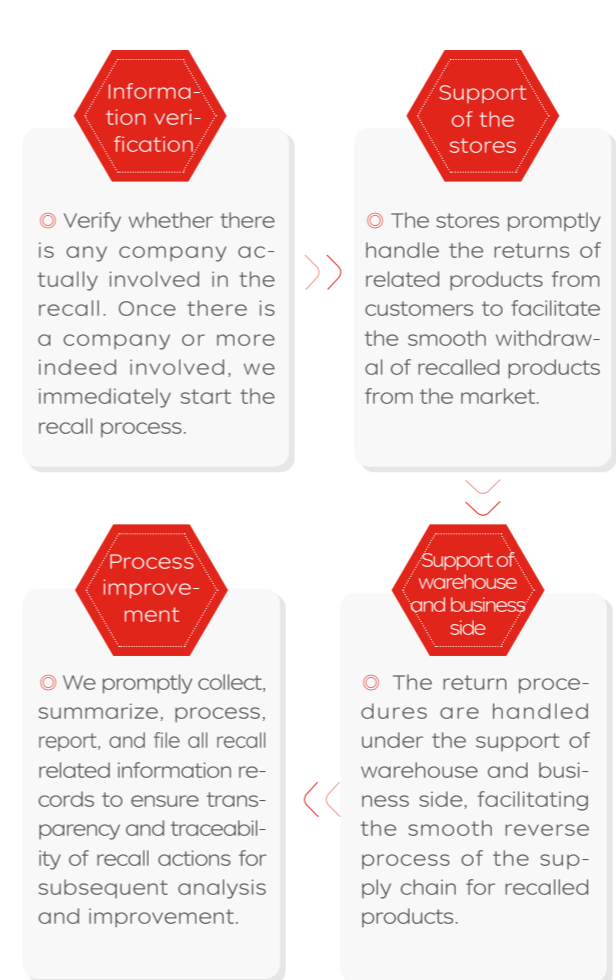 Informa-
tion veri-
fication
◎ Verify whether there
is any company ac-
tually involved in the
recall. Once there is
a company or more
indeed involved, we
immediately start the
recall process.
Support
of the
stores
◎ The stores promptly
handle the returns of
related products from
customers to facilitate
the smooth withdraw-
al of recalled products
from the market.
Support of
warehouse
and business
side
◎ The return proce-
dures are handled
under the support of
warehouse and busi-
ness side, facilitating
the smooth reverse
process of the sup-
ply chain for recalled
products.
Process
improve-
ment
◎ We promptly collect,
summarize, process,
report, and file all recall
related information re-
cords to ensure trans-
parency and traceabil-
ity of recall actions for
subsequent analysis
and improvement.